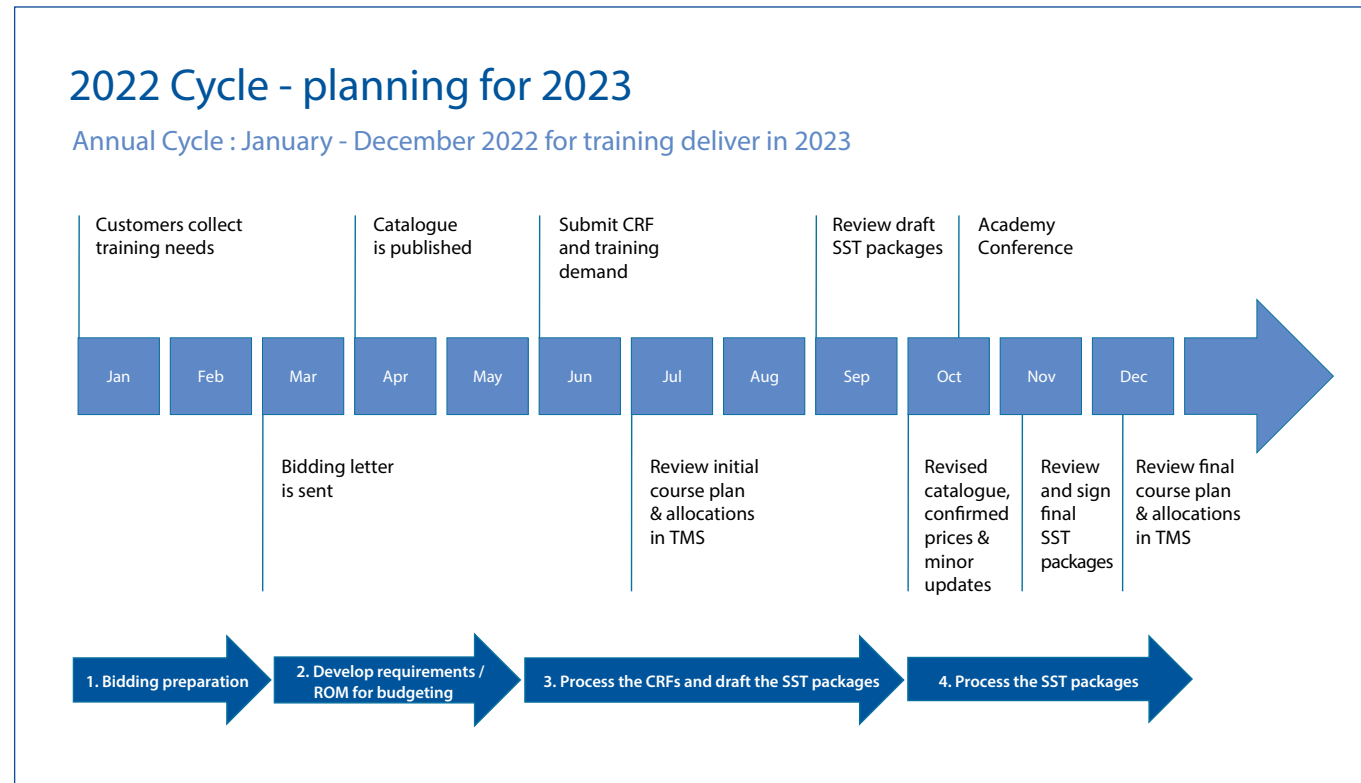 2022 Cycle - planning for 2023
Annual Cycle : January - December 2022 for training deliver in 2023
Customers collect
training needs
Catalogue
is published
Submit CRF
and training
demand
Review draft
SST packages
Academy
Conference
Jan
Feb
Mar
Apr
May
Jun
Jul
Aug
Sep
Oct
Nov
Dec
Bidding letter
is sent
Review initial
course plan
& allocations
in TMS
Revised
catalogue,
confirmed
prices &
minor
updates
Review
and sign
final
SST
packages
Review final
course plan
& allocations
in TMS
1. Bidding preparation
2. Develop requirements /
ROM for budgeting
3. Process the CRFs and draft the SST packages
4. Process the SST packages